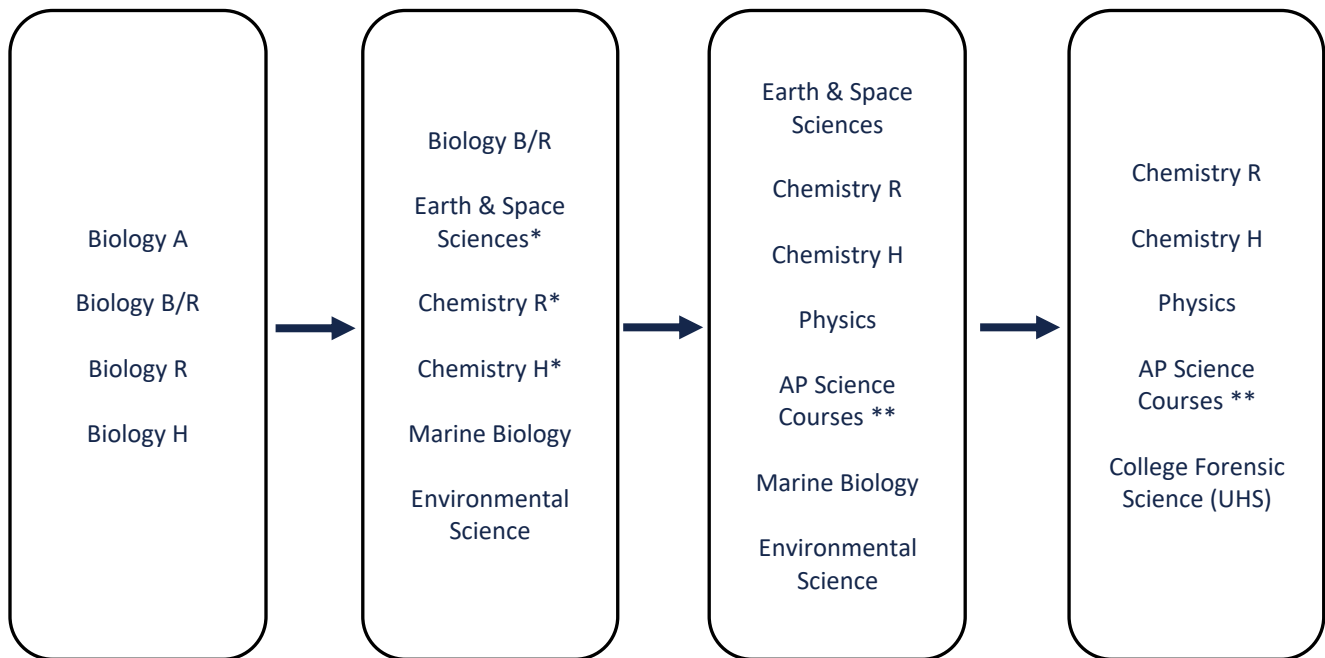 Biology A
Biology B/R
Biology R
Biology H
Biology B/R
Earth & Space
Sciences*
Chemistry R*
Chemistry H*
Marine Biology
Environmental
Science
Earth & Space
Sciences
Chemistry R
Chemistry H
Physics
AP Science
Courses **
Marine Biology
Environmental
Science
Chemistry R
Chemistry H
Physics
AP Science
Courses **
College Forensic
Science (UHS)